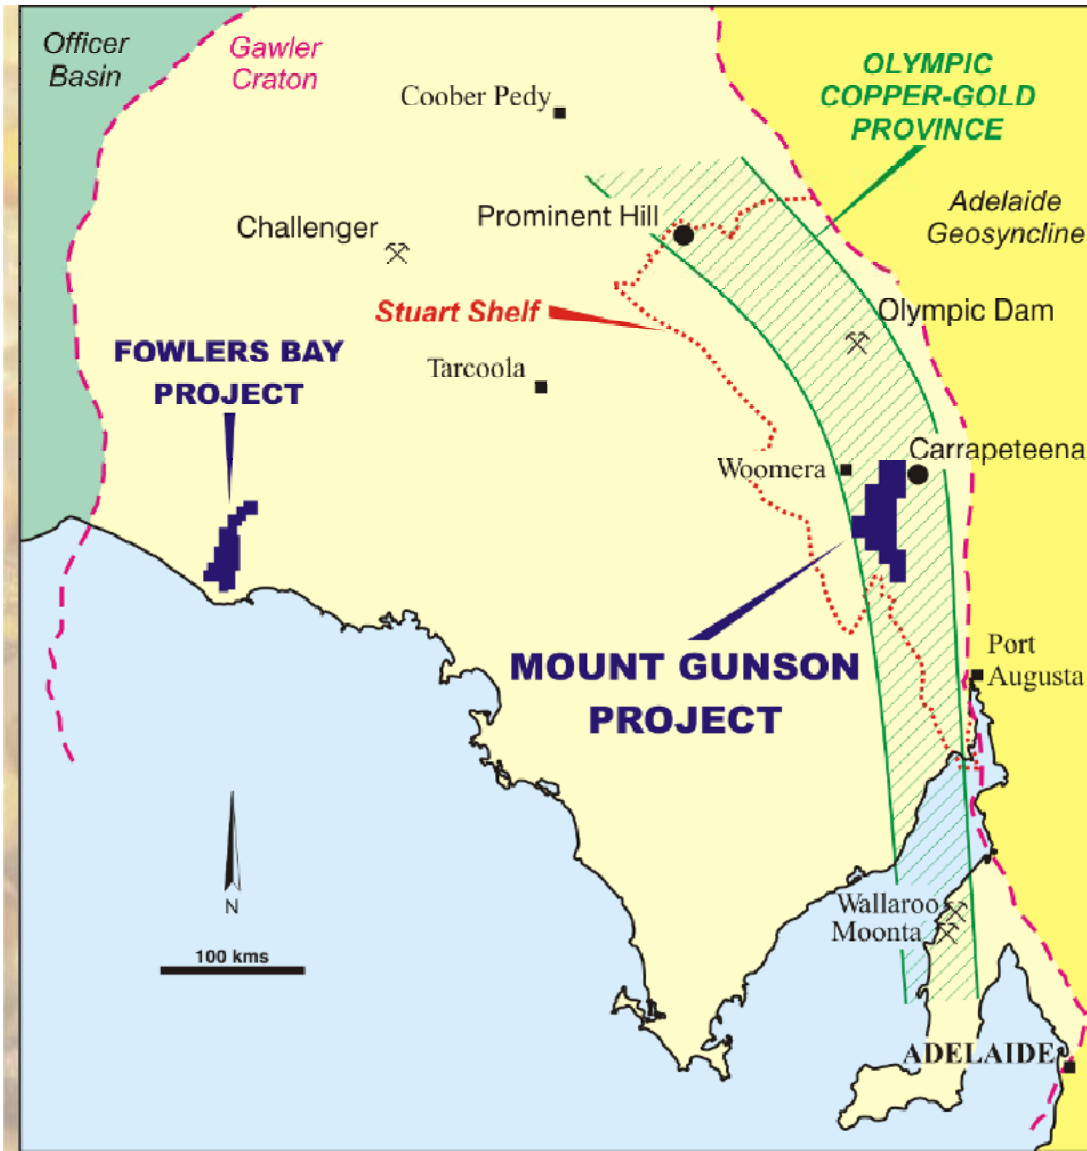 Officer
Basin
Gawler
Craton
Coober Pedy
OLYMPIC
COPPER-GOLD
PROVINCE
Adelaide
Geosyncline
Challenger
Prominent Hill
Stuart Shelf
Olympic Dam
FOWLERS BAY
PROJECT
Tarcoola
Woomera
Carrapeteena
MOUNT GUNSON
PROJECT
Port
Augusta
N
100 kms
Wallaroo
Moonta
ADELAIDE